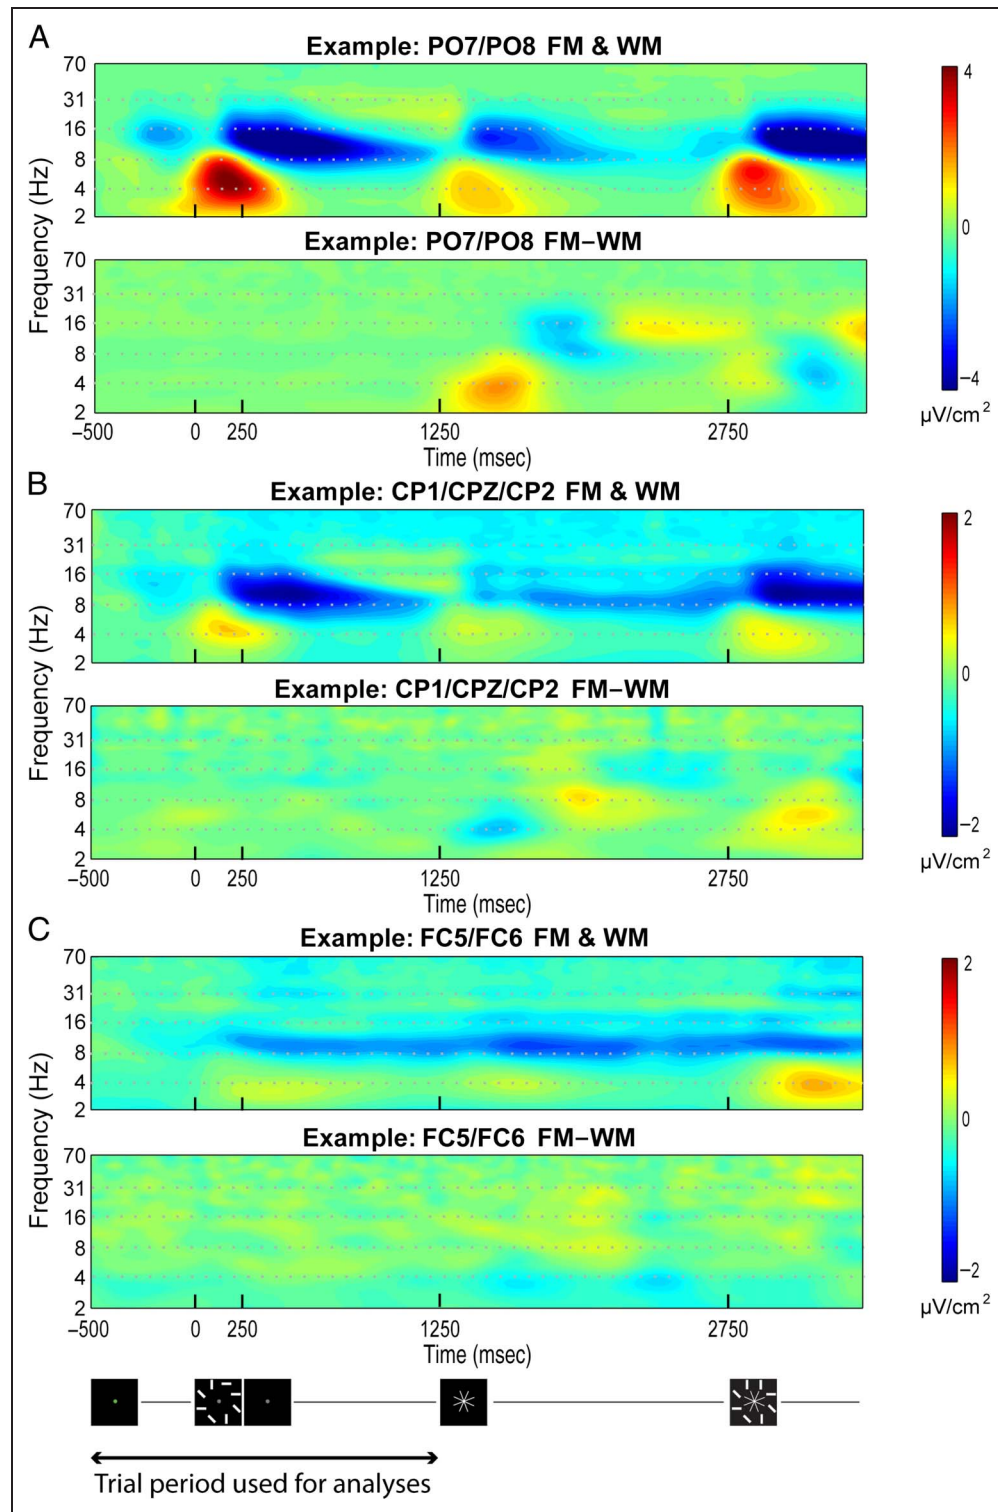 A
Example: PO7/PO8 FM & WM
70
31
16
8
4
2
4
0
−4
µV/cm²
Example: PO7/PO8 FM−WM
70
31
16
8
4
2
Frequency (Hz)
−500 0 250 1250 2750
Time (msec)
B
Example: CP1/CPZ/CP2 FM & WM
70
31
16
8
4
2
2
0
−2
µV/cm²
Example: CP1/CPZ/CP2 FM−WM
70
31
16
8
4
2
Frequency (Hz)
−500 0 250 1250 2750
Time (msec)
C
Example: FC5/FC6 FM & WM
70
31
16
8
4
2
2
0
−2
µV/cm²
Example: FC5/FC6 FM−WM
70
31
16
8
4
2
Frequency (Hz)
−500 0 250 1250 2750
Time (msec)
Trial period used for analyses